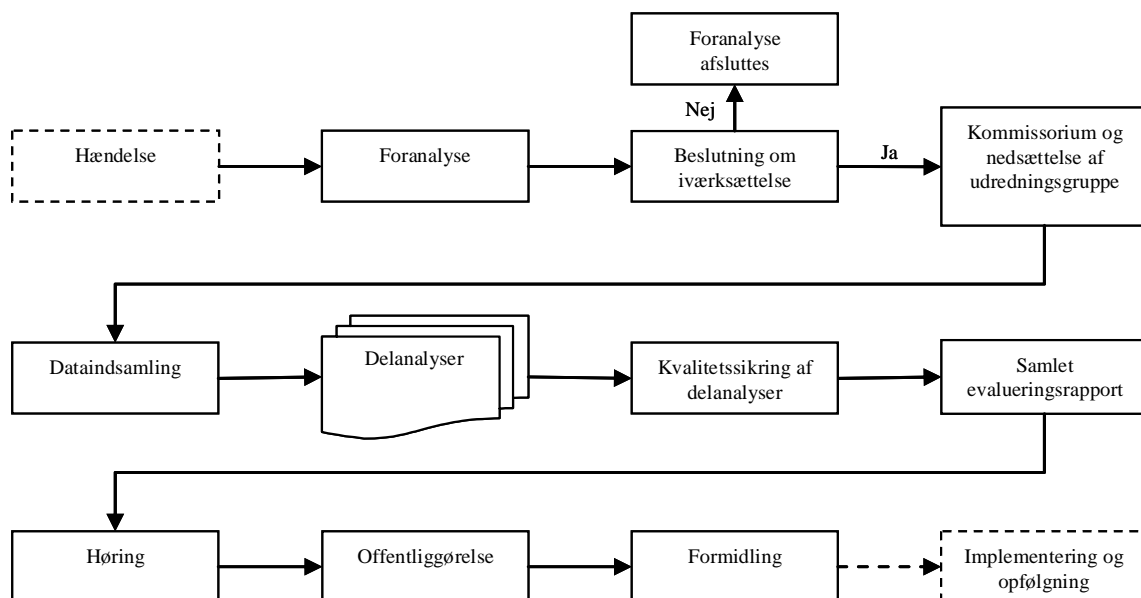 Foranalyse
afsluttes
Nej
Hændelse
Foranalyse
Beslutning om
iværksættelse
Ja
Kommissorium og
nedsættelse af
udredningsgruppe
Dataindsamling
Delanalyser
Kvalitetssikring af
delanalyser
Samlet
evalueringsrapport
Høring
Offentliggørelse
Formidling
Implementering og
opfølgning